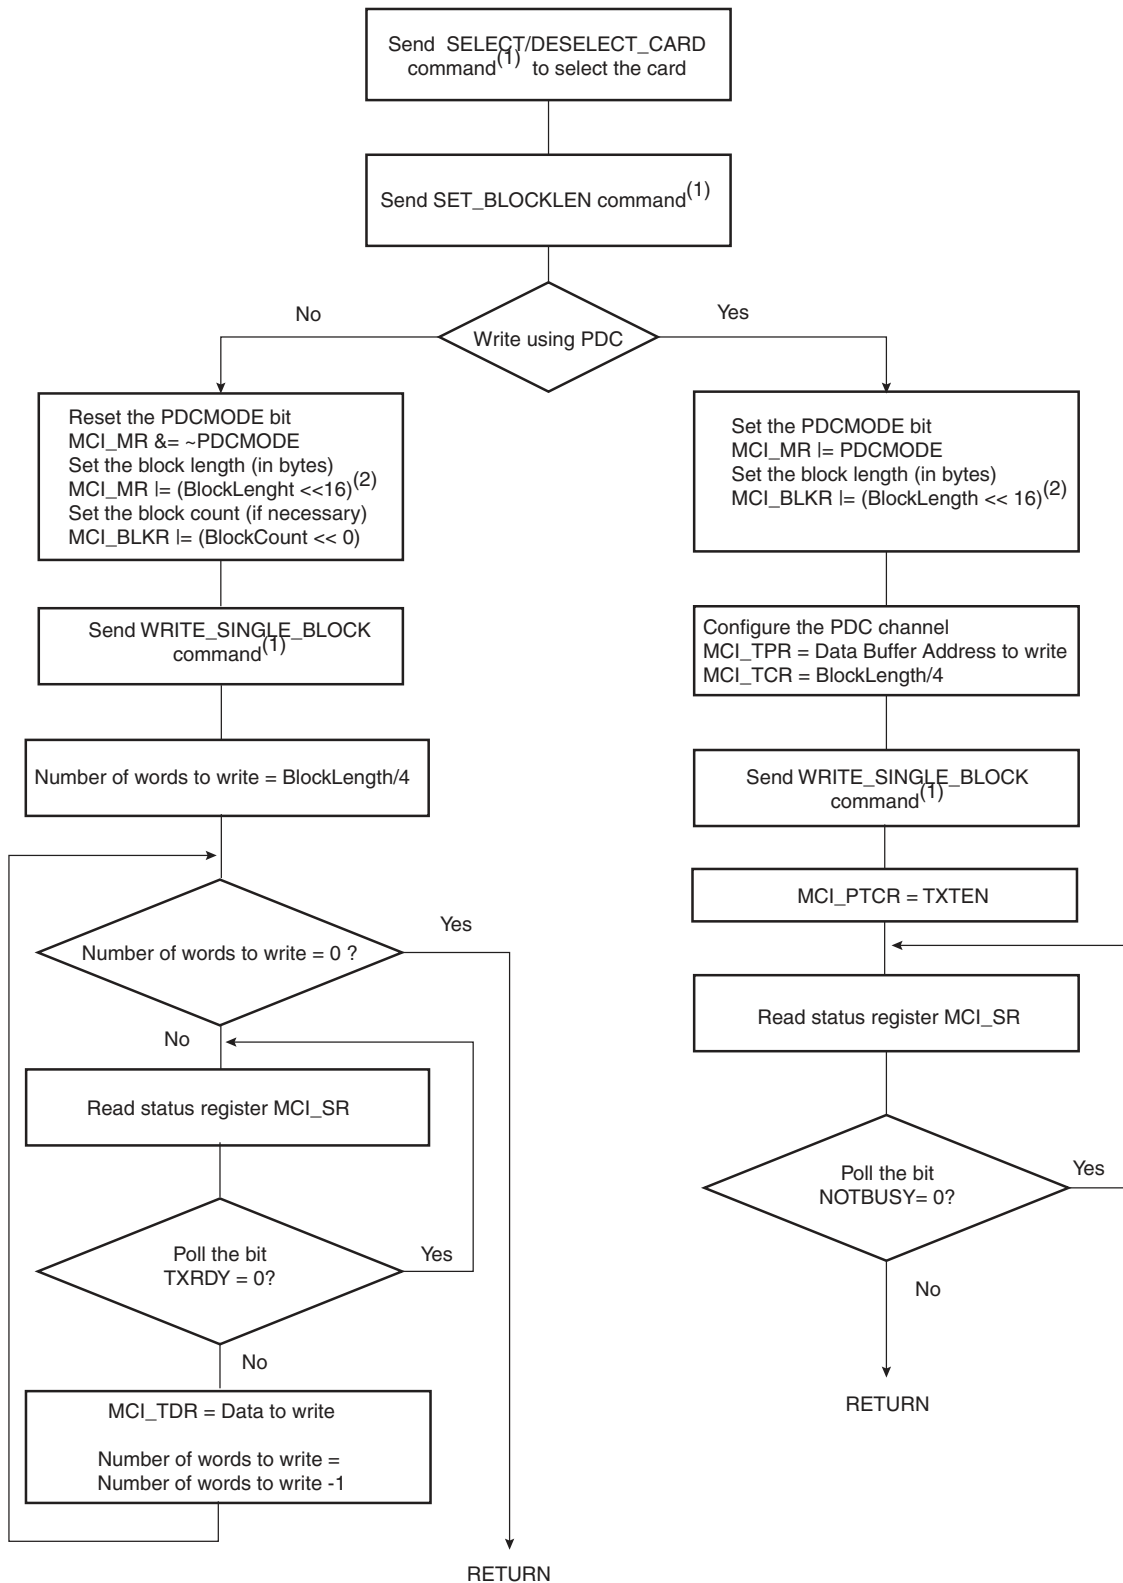 Send SELECT/DESELECT_CARD
command(1) to select the card
Send SET_BLOCKLEN command(1)
No
Yes
Write using PDC
Reset the PDCMODE bit
MCI_MR &= ~PDCMODE
Set the block length (in bytes)
MCI_MR |= (BlockLenght <<16)(2)
Set the block count (if necessary)
MCI_BLKR |= (BlockCount << 0)
Send WRITE_SINGLE_BLOCK
command(1)
Number of words to write = BlockLength/4
Number of words to write = 0 ?
Yes
No
Read status register MCI_SR
Poll the bit
TXRDY = 0?
Yes
No
MCI_TDR = Data to write
Number of words to write =
Number of words to write -1
RETURN
Set the PDCMODE bit
MCI_MR |= PDCMODE
Set the block length (in bytes)
MCI_BLKR |= (BlockLength << 16)(2)
Configure the PDC channel
MCI_TPR = Data Buffer Address to write
MCI_TCR = BlockLength/4
Send WRITE_SINGLE_BLOCK
command(1)
MCI_PTCR = TXTEN
Read status register MCI_SR
Poll the bit
NOTBUSY= 0?
Yes
No
RETURN